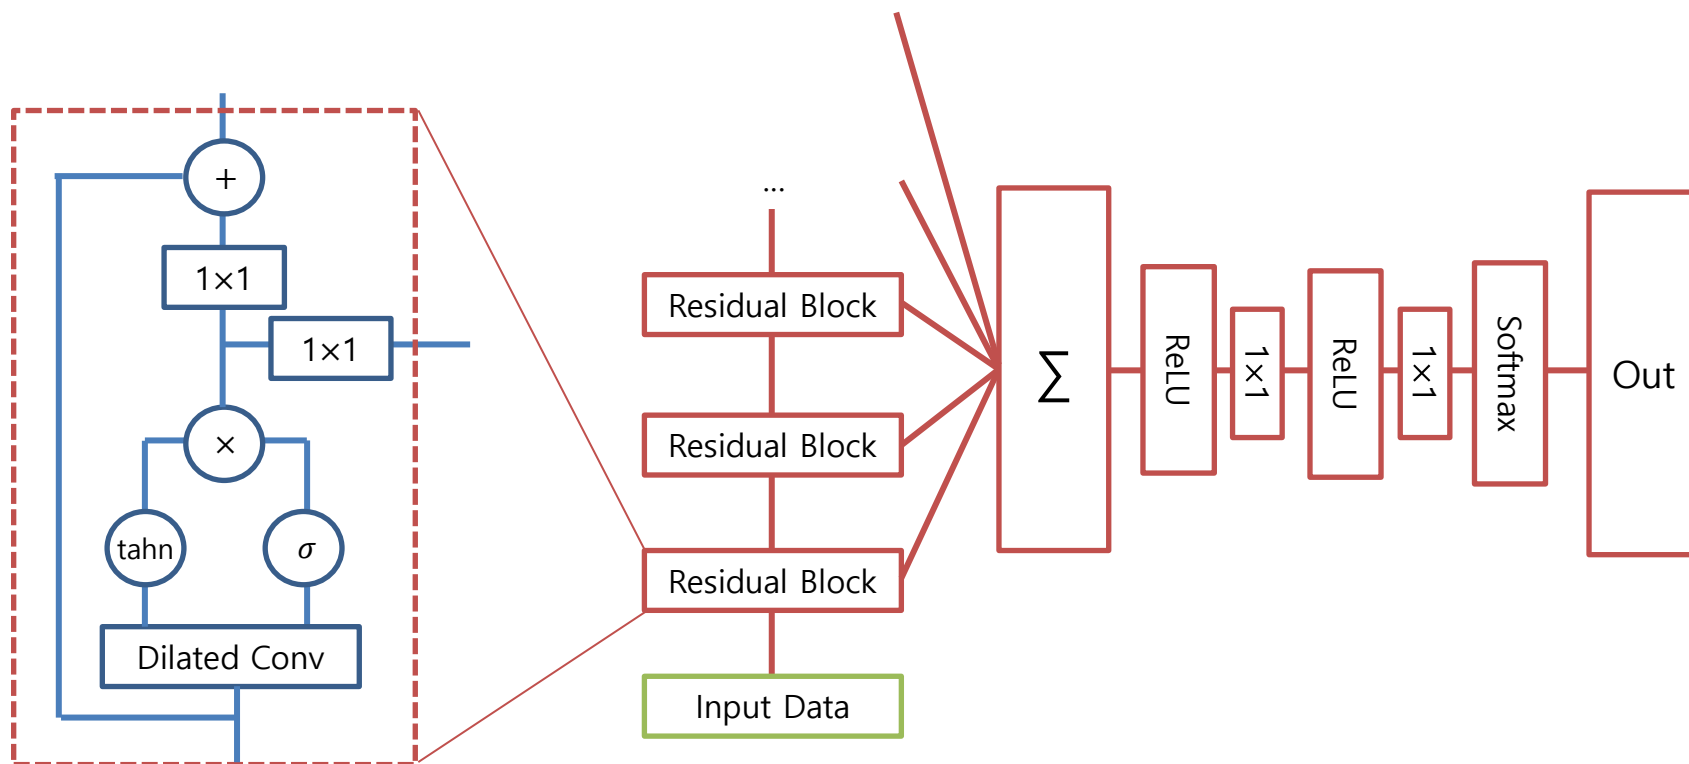 +
1×1
1×1
×
tahn
σ
Dilated Conv
...
Residual Block
Residual Block
Residual Block
Input Data
∑
ReLU
1×1
ReLU
1×1
Softmax
Out